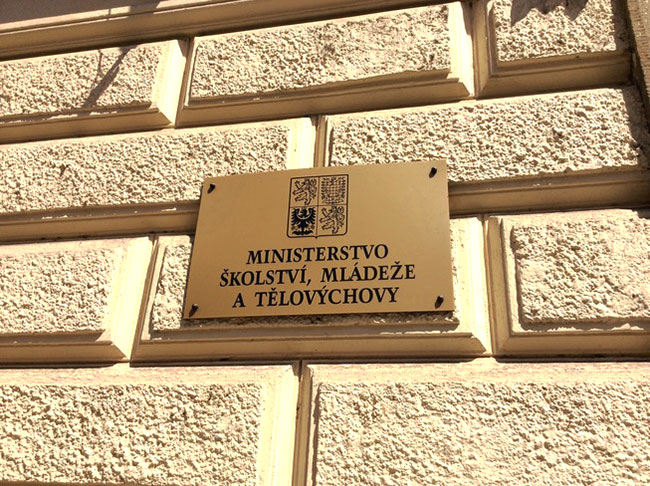 MINISTERSTVO
ŠKOLSTVÍ, MLÁDEŽE
A TĚLOVÝCHOVY